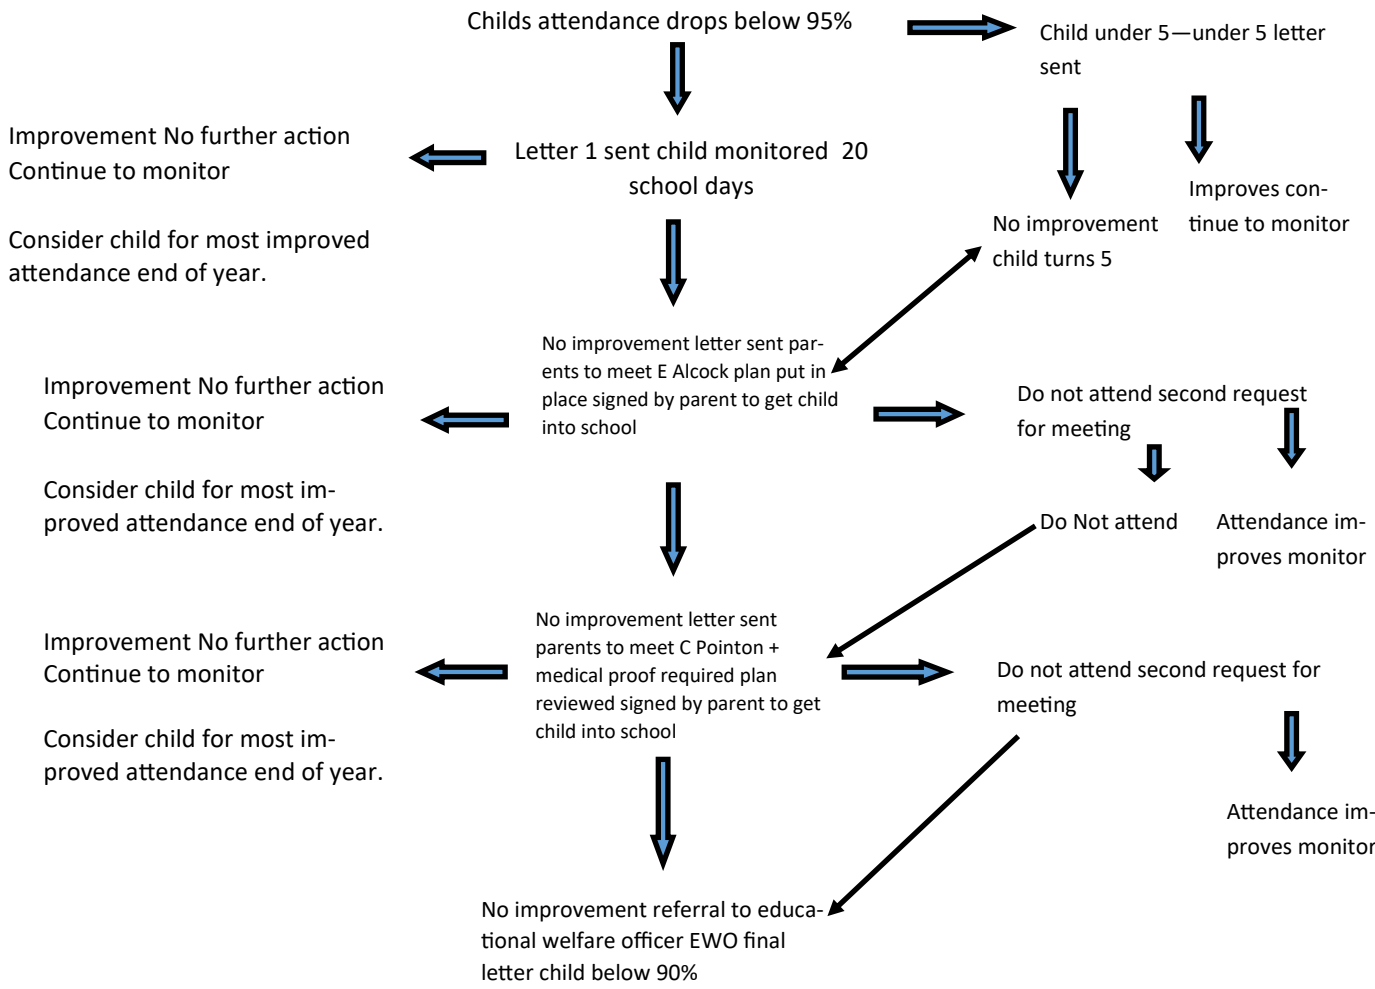 Childs attendance drops below 95%
Child under 5—under 5 letter
sent
Improvement No further action
Continue to monitor
Consider child for most improved
attendance end of year.
Letter 1 sent child monitored  20
school days
No improvement
child turns 5
Improves con-
tinue to monitor
Improvement No further action
Continue to monitor
Consider child for most im-
proved attendance end of year.
No improvement letter sent par-
ents to meet E Alcock plan put in
place signed by parent to get child
into school
Do not attend second request
for meeting
Do Not attend
Attendance im-
proves monitor
Improvement No further action
Continue to monitor
Consider child for most im-
proved attendance end of year.
No improvement letter sent
parents to meet C Pointon +
medical proof required plan
reviewed signed by parent to get
child into school
Do not attend second request for
meeting
Attendance im-
proves monitor
No improvement referral to educa-
tional welfare officer EWO final
letter child below 90%